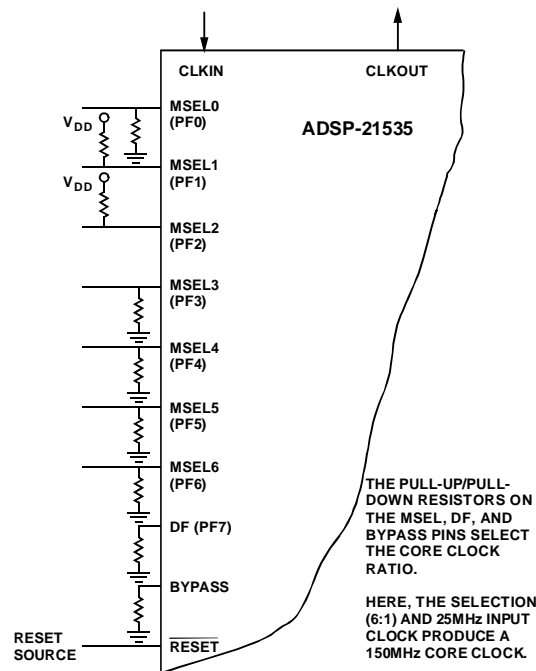 CLKIN
CLKOUT
MSEL0
(PF0)
ADSP-21535
VDD
MSEL1
(PF1)
VDD
MSEL2
(PF2)
MSEL3
(PF3)
MSEL4
(PF4)
MSEL5
(PF5)
MSEL6
(PF6)
DF (PF7)
BYPASS
RESET
SOURCE
RESET
THE PULL-UP/PULL-
DOWN RESISTORS ON
THE MSEL, DF, AND
BYPASS PINS SELECT
THE CORE CLOCK
RATIO.
HERE, THE SELECTION
(6:1) AND 25MHz INPUT
CLOCK PRODUCE A
150MHz CORE CLOCK.